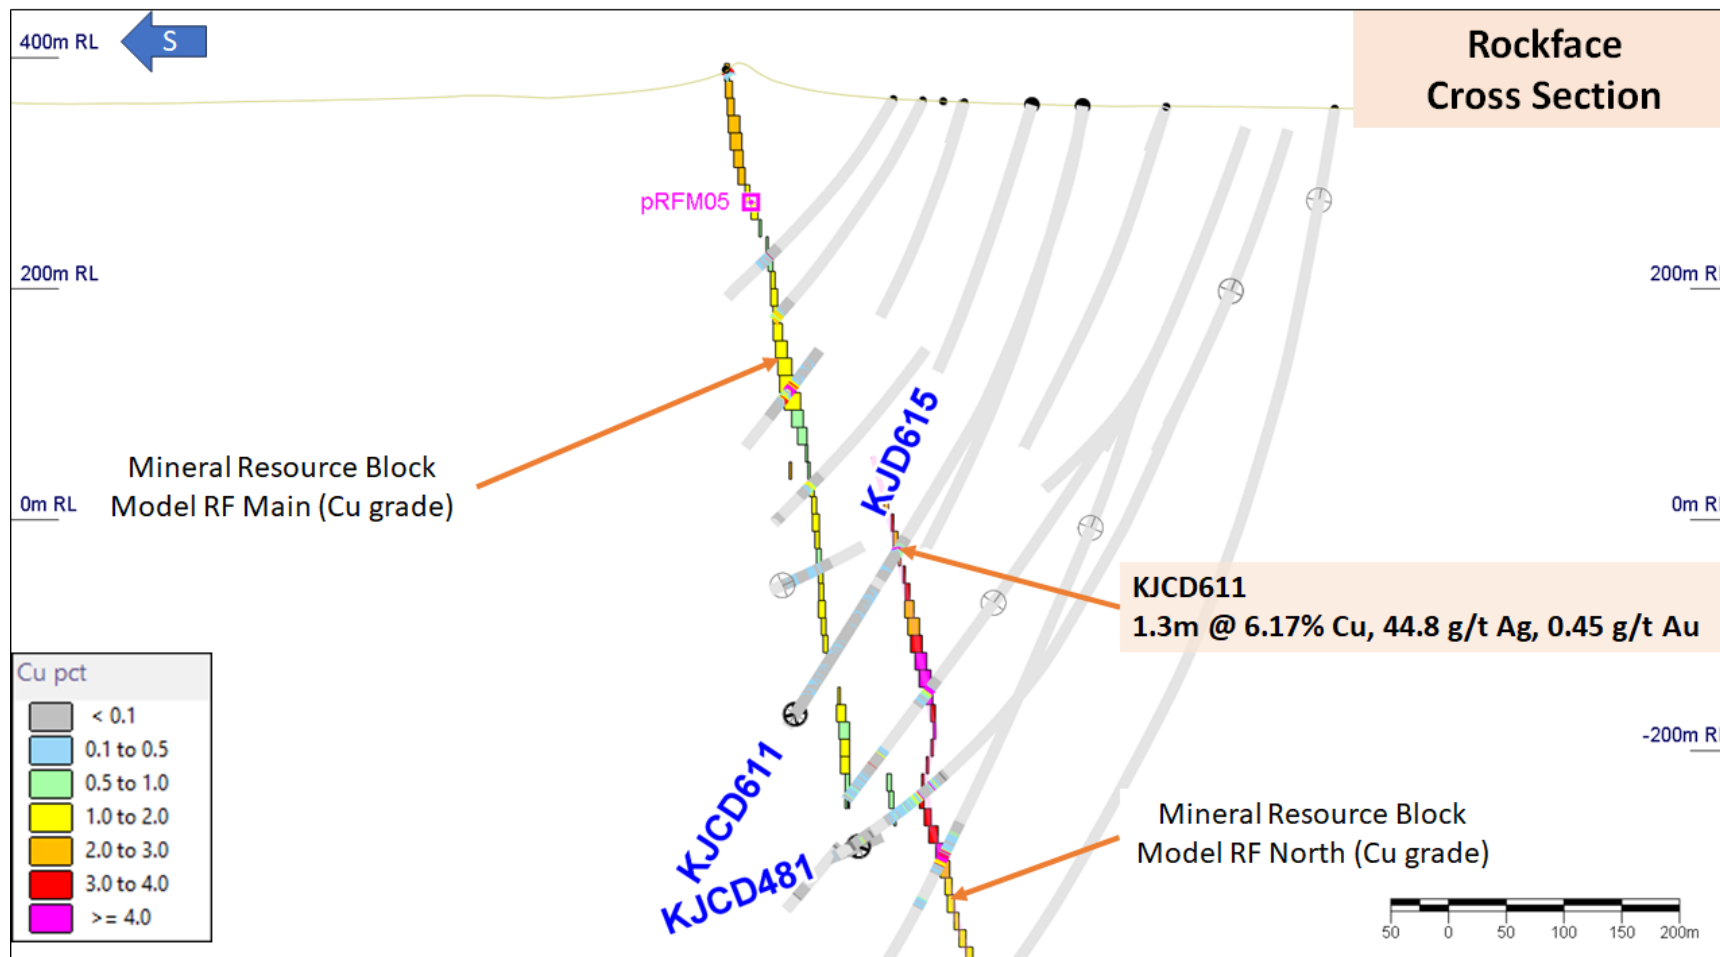 400m RL
S
Rockface
Cross Section
pRFM05
200m RL
200m RL
KJD615
Mineral Resource Block
Model RF Main (Cu grade)
0m RL
0m RL
KJCD611
1.3m @ 6.17% Cu, 44.8 g/t Ag, 0.45 g/t Au
Cu pct
< 0.1
0.1 to 0.5
0.5 to 1.0
1.0 to 2.0
2.0 to 3.0
3.0 to 4.0
>= 4.0
-200m RL
KJCD611
KJCD481
Mineral Resource Block
Model RF North (Cu grade)
50 0 50 100 150 200m